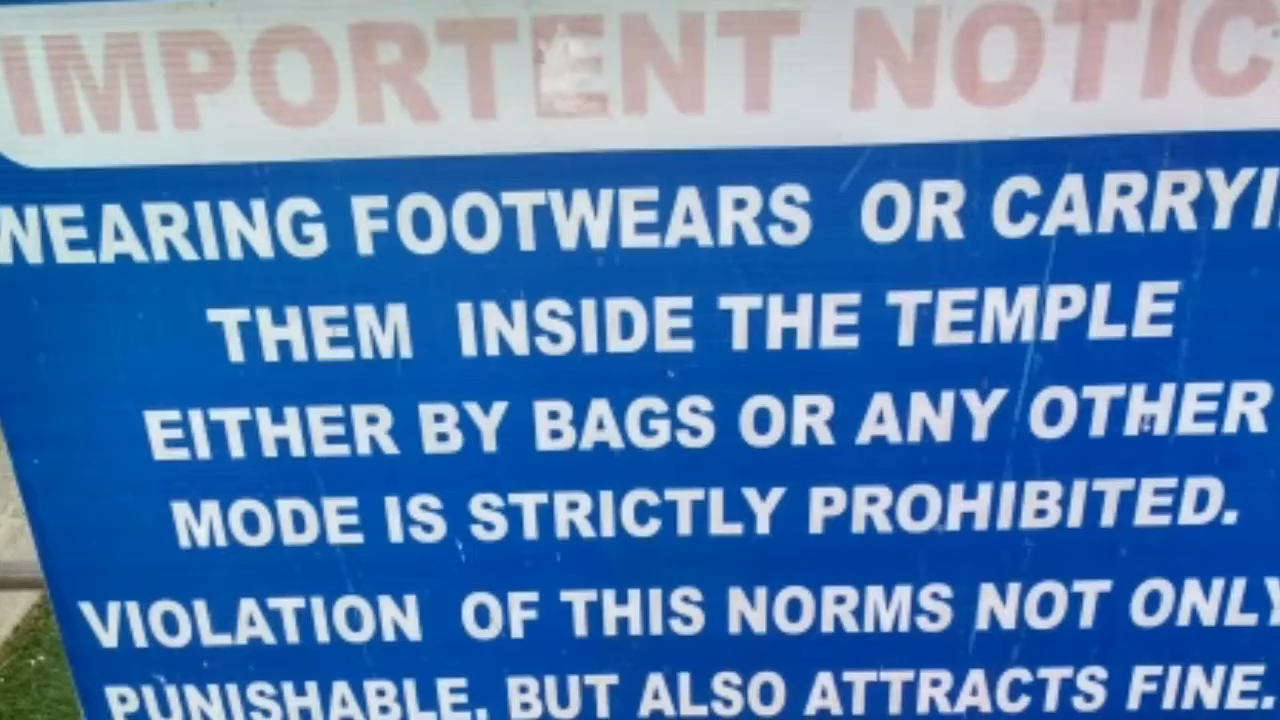 IMPORTENT NOTIC
WEARING FOOTWEARS OR CARRYI
THEM INSIDE THE TEMPLE
EITHER BY BAGS OR ANY OTHER
MODE IS STRICTLY PROHIBITED.
VIOLATION OF THIS NORMS NOT ONLY
PUNISHABLE, BUT ALSO ATTRACTS FINE.